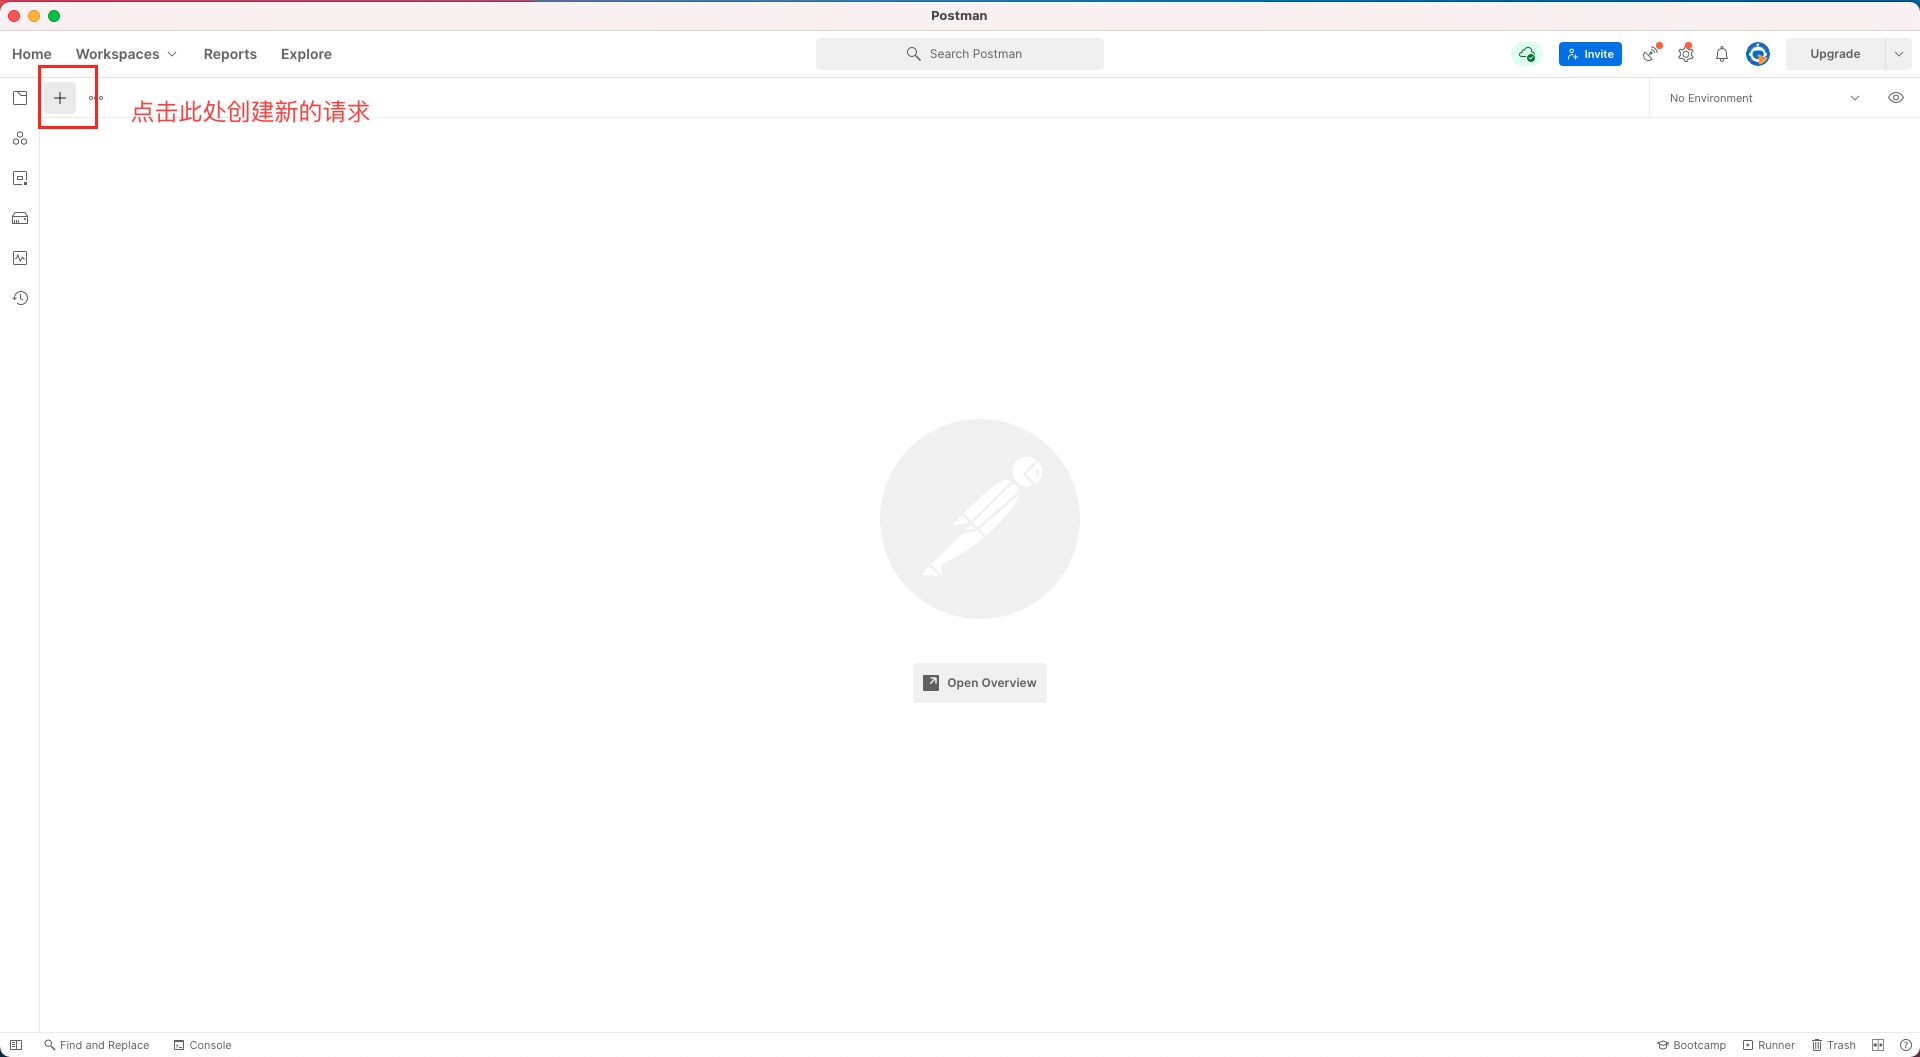 Postman
Home Workspaces Reports Explore Search Postman Invite Upgrade
点击此处创建新的请求 No Environment
Open Overview
Find and Replace Console Bootcamp Runner Trash